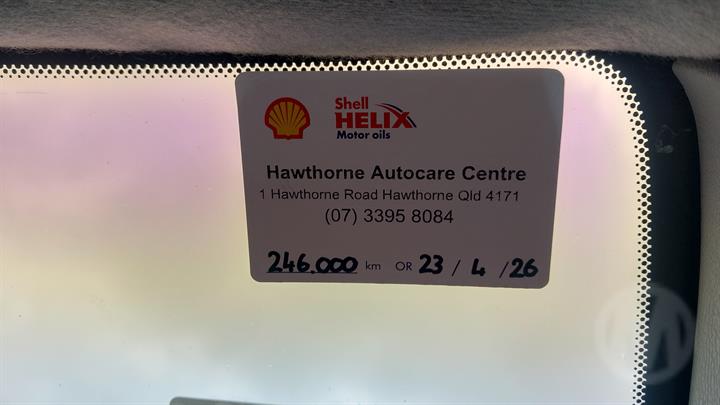 Shell
HELIX
Motor oils
Hawthorne Autocare Centre
1 Hawthorne Road Hawthorne Qld 4171
(07) 3395 8084
246.000 km OR 23 / 4 / 26